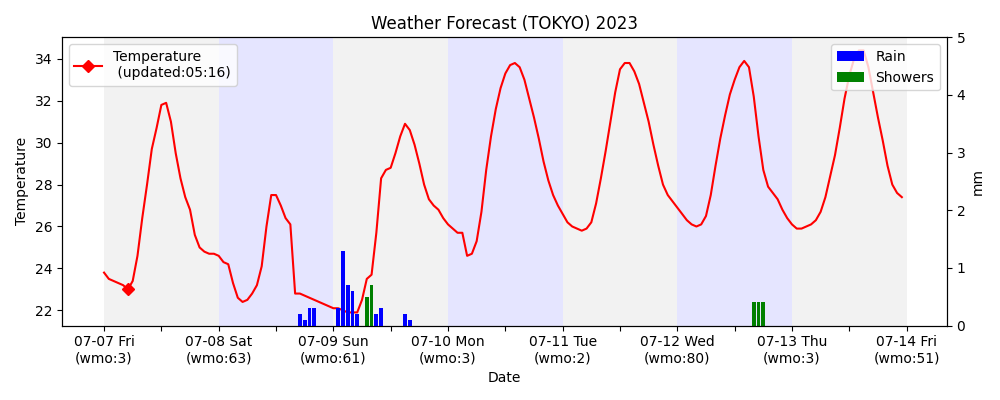 Weather Forecast (TOKYO) 2023
Temperature
(updated:05:16)
Rain
Showers
Temperature
34
32
30
28
26
24
22
5
4
3
2
1
0
mm
07-07 Fri
(wmo:3)
07-08 Sat
(wmo:63)
07-09 Sun
(wmo:61)
07-10 Mon
(wmo:3)
07-11 Tue
(wmo:2)
07-12 Wed
(wmo:80)
07-13 Thu
(wmo:3)
07-14 Fri
(wmo:51)
Date